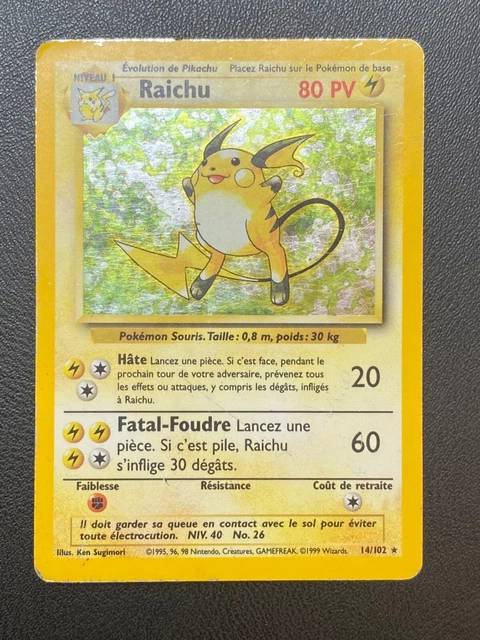 Évolution de Pikachu Placez Raichu sur le Pokémon de base
NIVEAU 1
Raichu 80 PV
Pokémon Souris. Taille : 0,8 m, poids : 30 kg
Hâte Lancez une pièce. Si c'est face, pendant le
prochain tour de votre adversaire, prévenez tous
les effets ou attaques, y compris les dégâts, infligés
à Raichu.
20
Fatal-Foudre Lancez une
pièce. Si c'est pile, Raichu
s'inflige 30 dégâts.
60
Faiblesse Résistance Coût de retraite
Il doit garder sa queue en contact avec le sol pour éviter
toute électrocution. NIV. 40 No. 26
Illus. Ken Sugimori ©1995, 96, 98 Nintendo, Creatures, GAMEFREAK. ©1999 Wizards. 14/102 ★